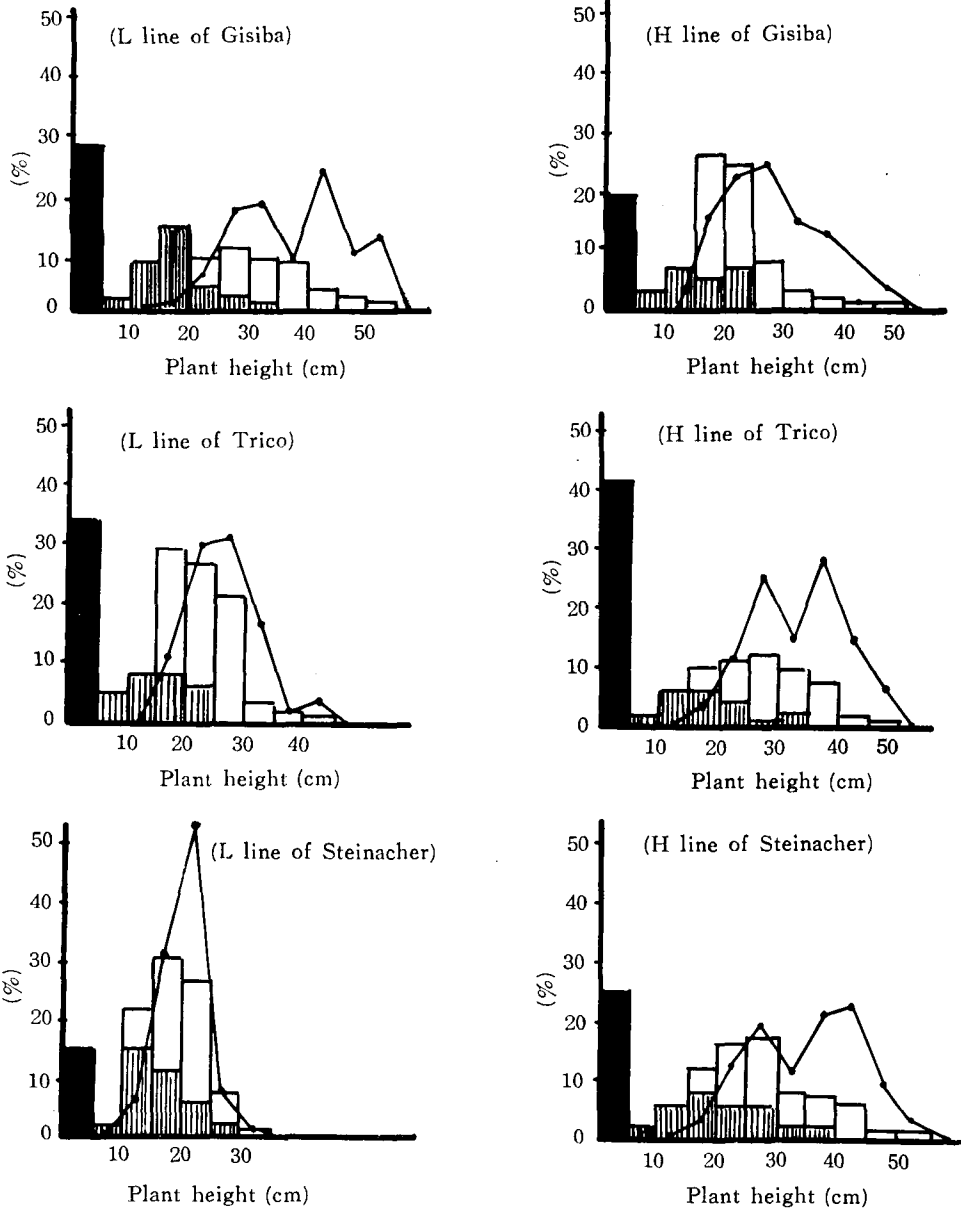 (L line of Gisiba)
50
40
30
20
10
0
(%)
10 20 30 40 50
Plant height (cm)
(H line of Gisiba)
50
40
30
20
10
0
(%)
10 20 30 40 50
Plant height (cm)
(L line of Trico)
50
40
30
20
10
0
(%)
10 20 30 40
Plant height (cm)
(H line of Trico)
50
40
30
20
10
0
(%)
10 20 30 40 50
Plant height (cm)
(L line of Steinacher)
50
40
30
20
10
0
(%)
10 20 30
Plant height (cm)
(H line of Steinacher)
50
40
30
20
10
0
(%)
10 20 30 40 50
Plant height (cm)